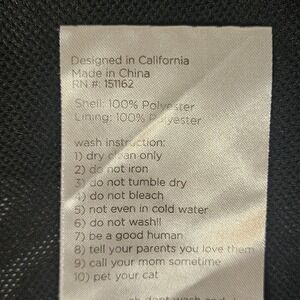 Designed in California
Made in China
RN #: 151162
Shell: 100% Polyester
Lining: 100% Polyester
wash instruction:
1) dry clean only
2) do not iron
3) do not tumble dry
4) do not bleach
5) not even in cold water
6) do not wash!!
7) be a good human
8) tell your parents you love them
9) call your mom sometime
10) pet your cat
dont wash and